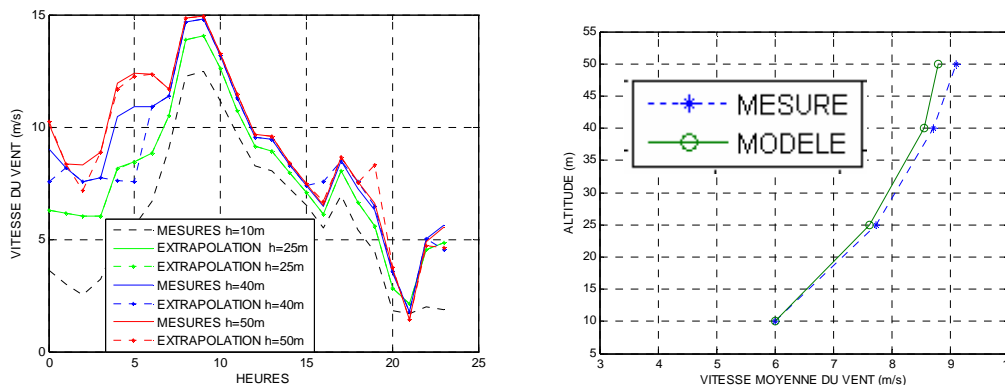 15
10
5
0
VITESSE DU VENT (m/s)
MESURES h=10m
EXTRAPOLATION h=25m
EXTRAPOLATION h=25m
MESURES h=40m
EXTRAPOLATION h=40m
MESURES h=50m
EXTRAPOLATION h=50m
0 5 10 15 20 25
HEURES
55
50
45
40
35
30
25
20
15
10
5
ALTITUDE (m)
MESURE
MODELE
3 4 5 6 7 8 9
VITESSE MOYENNE DU VENT (m/s)